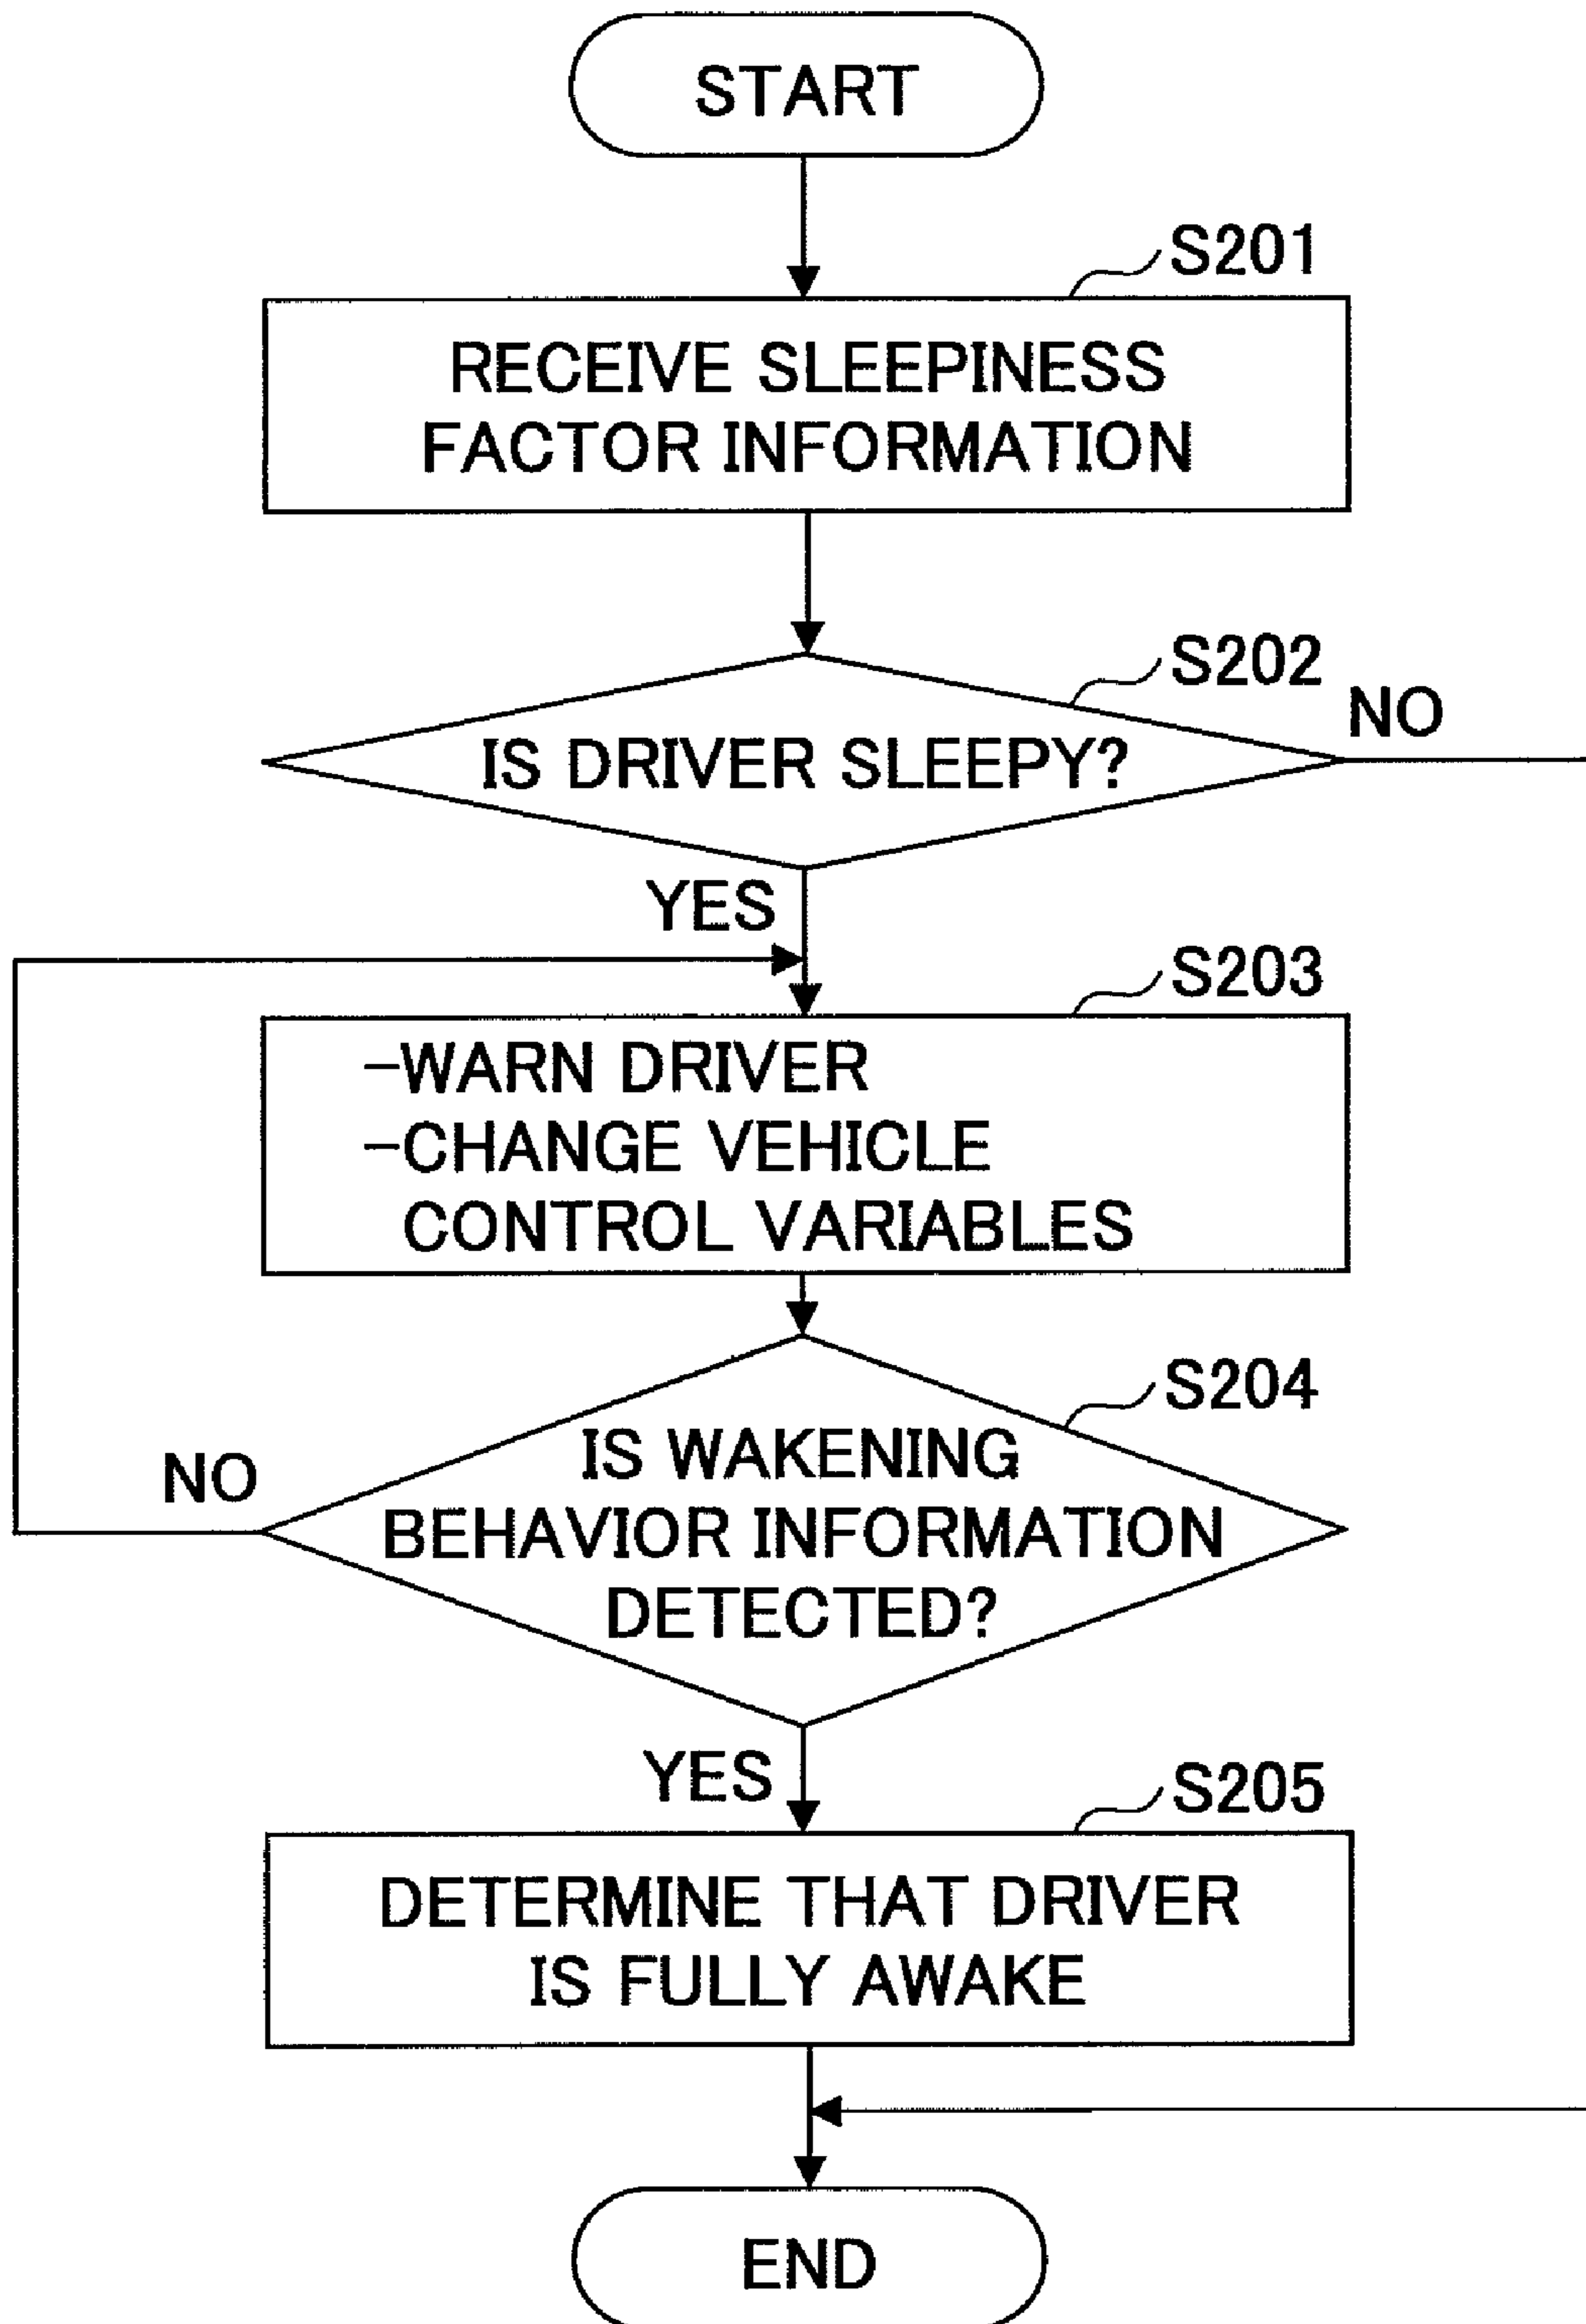 START
S201
RECEIVE SLEEPINESS
FACTOR INFORMATION
S202
NO
IS DRIVER SLEEPY?
YES
S203
-WARN DRIVER
-CHANGE VEHICLE
CONTROL VARIABLES
S204
IS WAKENING
NO
BEHAVIOR INFORMATION
DETECTED?
YES
S205
DETERMINE THAT DRIVER
IS FULLY AWAKE
END